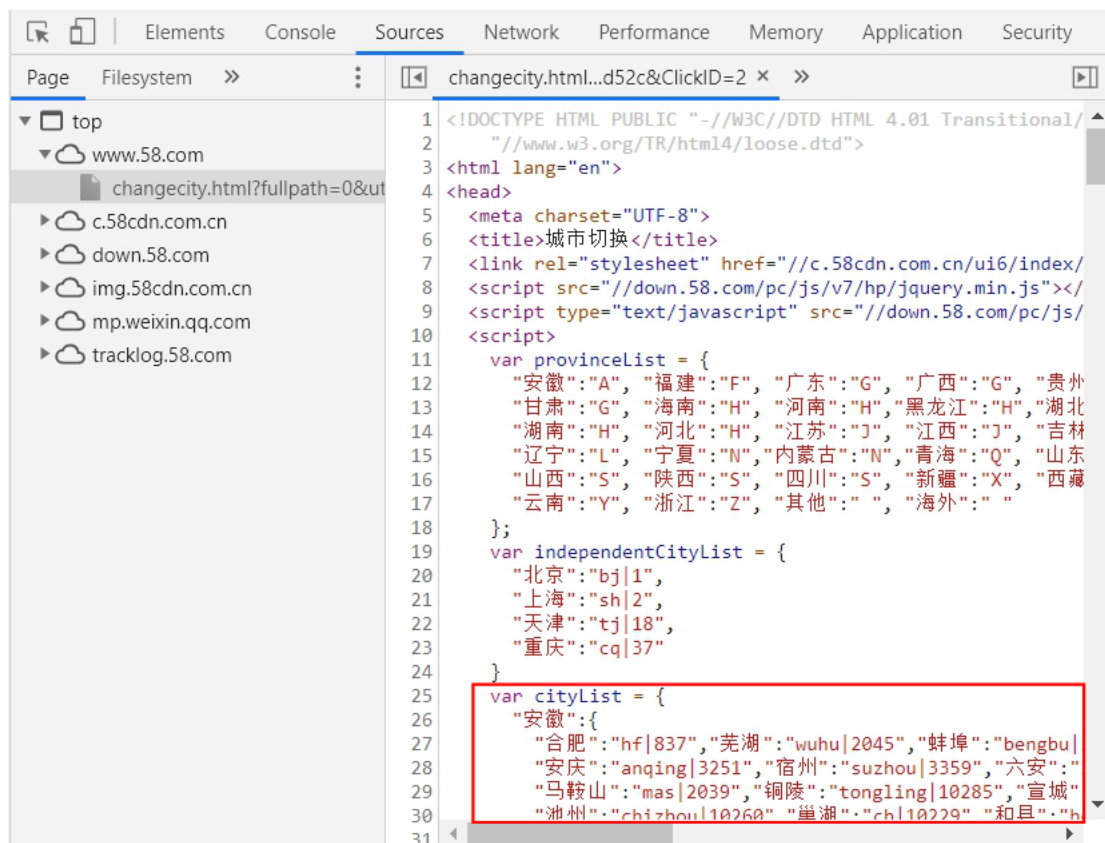 Elements Console Sources Network Performance Memory Application Security
Page Filesystem » changecity.html...d52c&ClickID=2 × »
top
www.58.com
changecity.html?fullpath=0&ut
c.58cdn.com.cn
down.58.com
img.58cdn.com.cn
mp.weixin.qq.com
tracklog.58.com
1 <!DOCTYPE HTML PUBLIC "-//W3C//DTD HTML 4.01 Transitional/
2 "//www.w3.org/TR/html4/loose.dtd">
3 <html lang="en">
4 <head>
5 <meta charset="UTF-8">
6 <title>城市切换</title>
7 <link rel="stylesheet" href="//c.58cdn.com.cn/ui6/index/
8 <script src="//down.58.com/pc/js/v7/hp/jquery.min.js"></
9 <script type="text/javascript" src="//down.58.com/pc/js/
10 <script>
11 var provinceList = {
12 "安徽":"A", "福建":"F", "广东":"G", "广西":"G", "贵州
13 "甘肃":"G", "海南":"H", "河南":"H","黑龙江":"H","湖北
14 "湖南":"H", "河北":"H", "江苏":"J", "江西":"J", "吉林
15 "辽宁":"L", "宁夏":"N","内蒙古":"N","青海":"Q", "山东
16 "山西":"S", "陕西":"S", "四川":"S", "新疆":"X", "西藏
17 "云南":"Y", "浙江":"Z", "其他":" ", "海外":" "
18 };
19 var independentCityList = {
20 "北京":"bj|1",
21 "上海":"sh|2",
22 "天津":"tj|18",
23 "重庆":"cq|37"
24 }
25 var cityList = {
26 "安徽":{
27 "合肥":"hf|837","芜湖":"wuhu|2045","蚌埠":"bengbu|
28 "安庆":"anqing|3251","宿州":"suzhou|3359","六安":"
29 "马鞍山":"mas|2039","铜陵":"tongling|10285","宣城"
30 "池州":"chizhou|10260","巢湖":"ch|10229","和县":"h
31